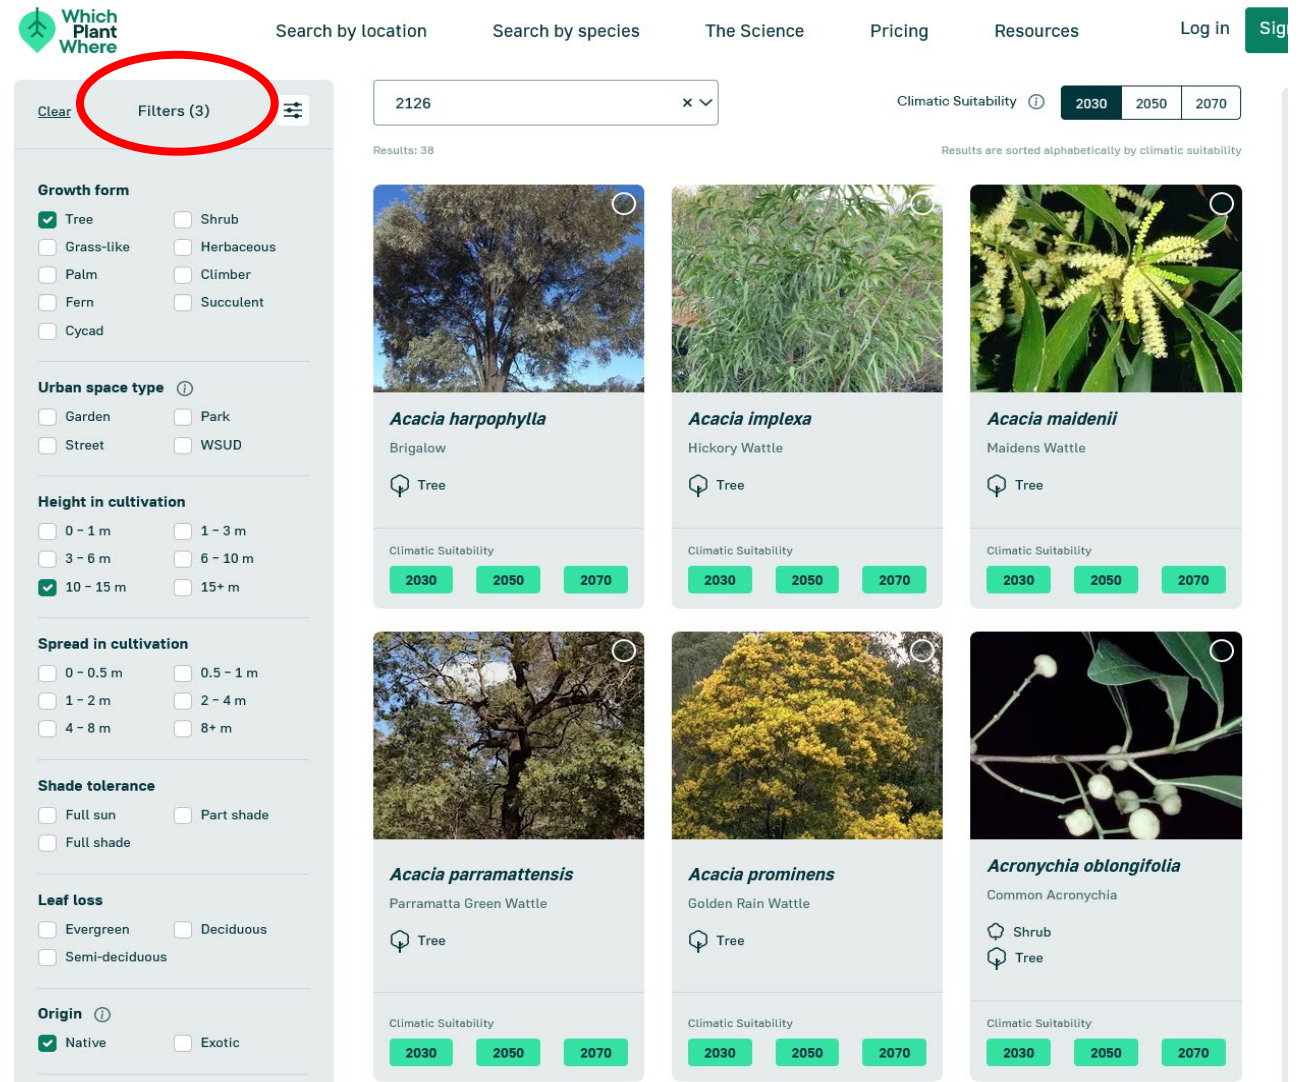 Which
Plant
Where
Search by location
Search by species
The Science
Pricing
Resources
Log in
Sig
Clear
Filters (3)
2126
Climatic Suitability
2030
2050
2070
Results: 38
Results are sorted alphabetically by climatic suitability
Growth form
Tree
Shrub
Grass-like
Herbaceous
Palm
Climber
Fern
Succulent
Cycad
Urban space type
Garden
Park
Street
WSUD
Height in cultivation
0 – 1 m
1 – 3 m
3 – 6 m
6 – 10 m
10 – 15 m
15+ m
Spread in cultivation
0 – 0.5 m
0.5 – 1 m
1 – 2 m
2 – 4 m
4 – 8 m
8+ m
Shade tolerance
Full sun
Part shade
Full shade
Leaf loss
Evergreen
Deciduous
Semi-deciduous
Origin
Native
Exotic
Acacia harpophylla
Brigalow
Tree
Climatic Suitability
2030
2050
2070
Acacia implexa
Hickory Wattle
Tree
Climatic Suitability
2030
2050
2070
Acacia maidenii
Maidens Wattle
Tree
Climatic Suitability
2030
2050
2070
Acacia parramattensis
Parramatta Green Wattle
Tree
Climatic Suitability
2030
2050
2070
Acacia prominens
Golden Rain Wattle
Tree
Climatic Suitability
2030
2050
2070
Acronychia oblongifolia
Common Acronychia
Shrub
Tree
Climatic Suitability
2030
2050
2070